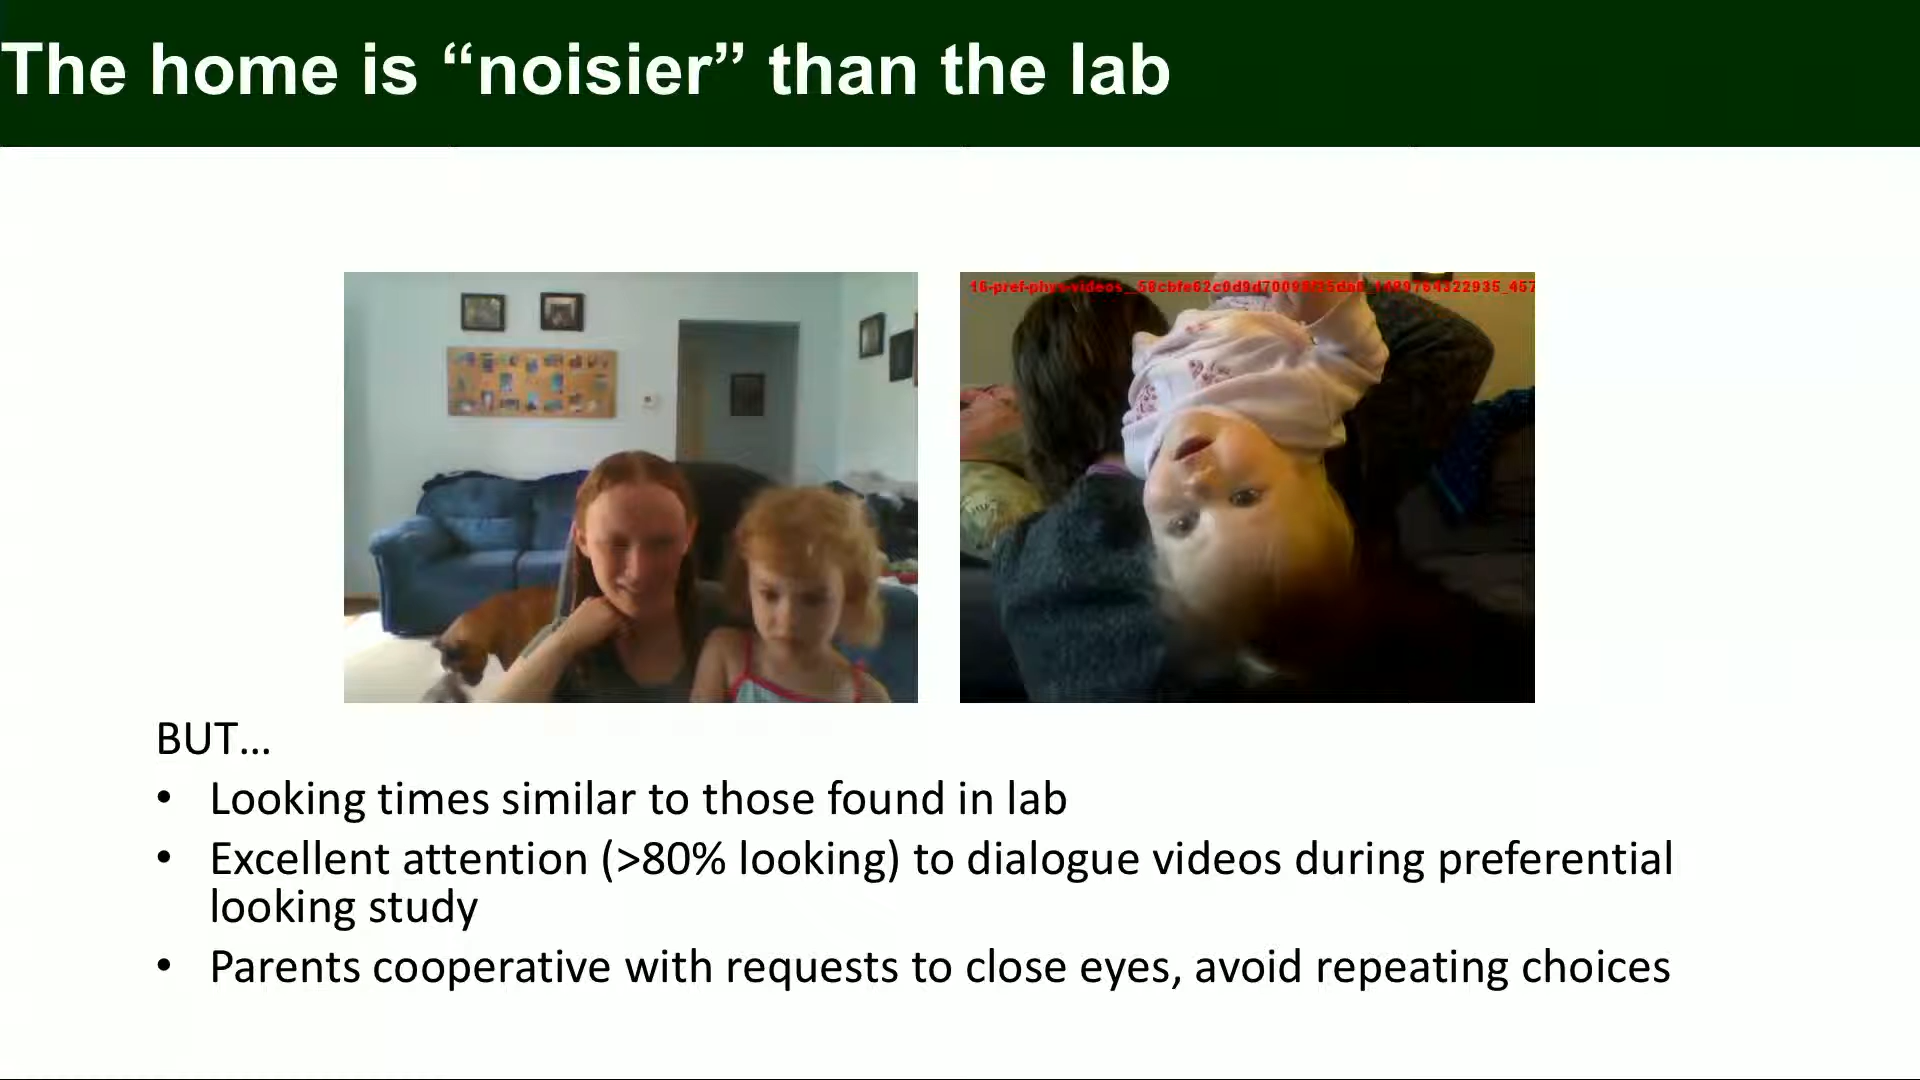 The home is “noisier” than the lab
BUT…
• Looking times similar to those found in lab
• Excellent attention (>80% looking) to dialogue videos during preferential
looking study
• Parents cooperative with requests to close eyes, avoid repeating choices